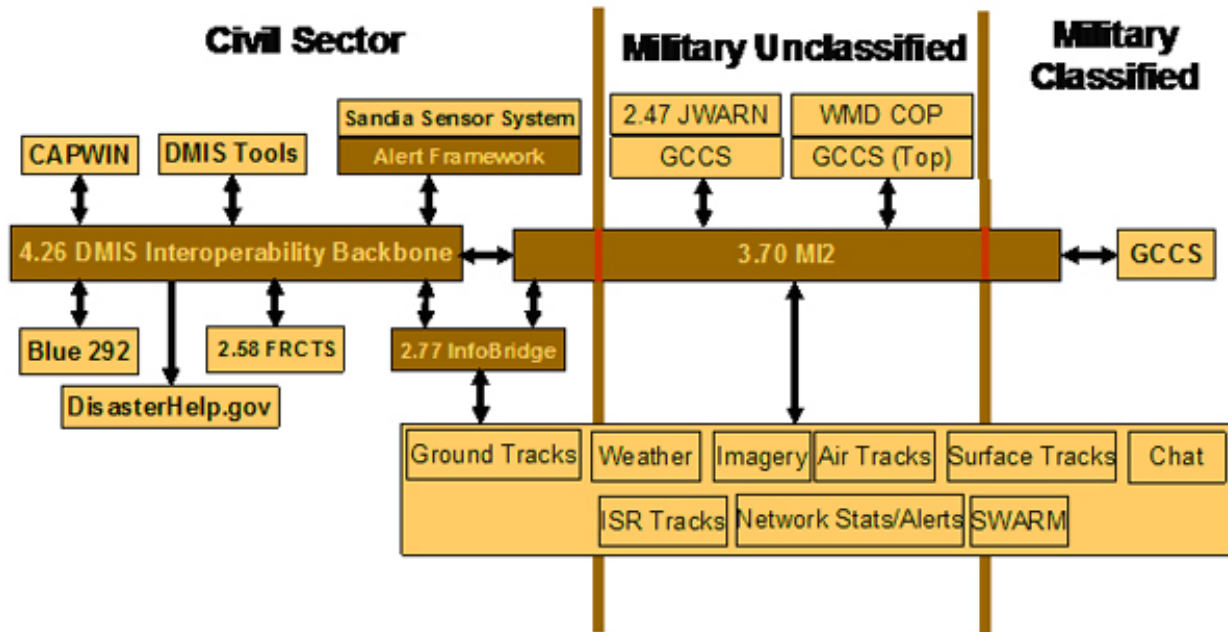 Civil Sector
Military Unclassified
Military
Classified
Sandia Sensor System
Alert Framework
2.47 JWARN
GCCS
WMD COP
GCCS (Top)
CAPWIN
DMIS Tools
4.26 DMIS Interoperability Backbone
3.70 MI2
GCCS
Blue 292
2.58 FRCTS
2.77 InfoBridge
DisasterHelp.gov
Ground Tracks
Weather
Imagery
Air Tracks
Surface Tracks
Chat
ISR Tracks
Network Stats/Alerts
SWARM